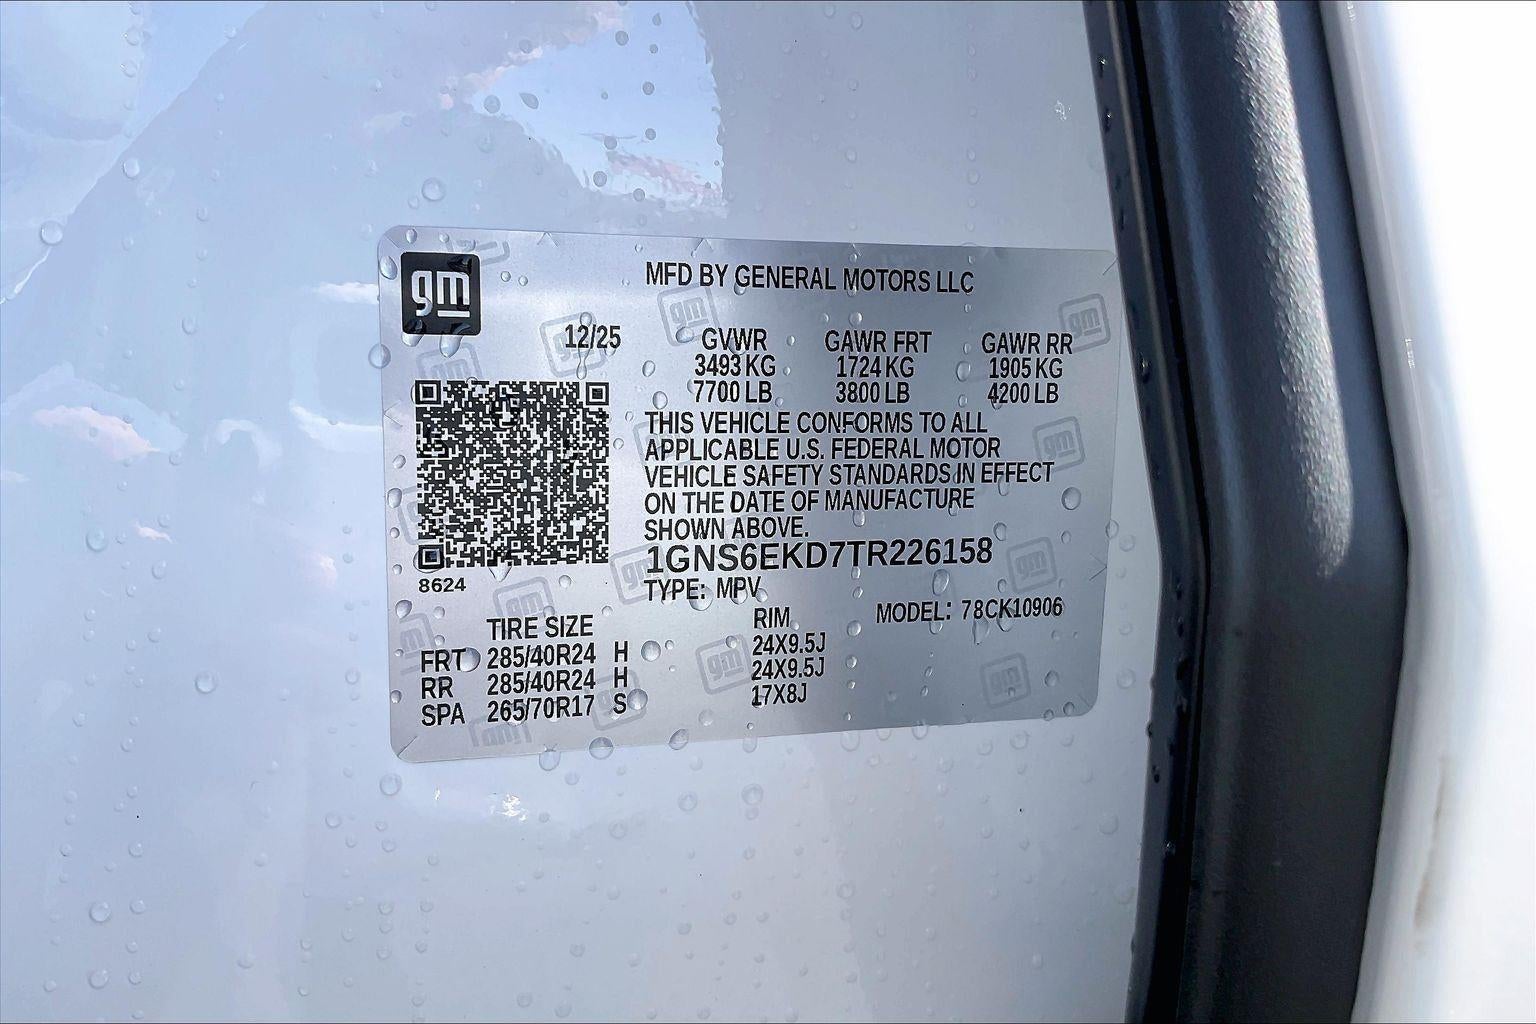 gm
MFD BY GENERAL MOTORS LLC
12/25
GVWR GAWR FRT GAWR RR
3493 KG 1724 KG 1905 KG
7700 LB 3800 LB 4200 LB
THIS VEHICLE CONFORMS TO ALL
APPLICABLE U.S. FEDERAL MOTOR
VEHICLE SAFETY STANDARDS IN EFFECT
ON THE DATE OF MANUFACTURE
SHOWN ABOVE.
1GNS6EKD7TR226158
8624
TYPE: MPV
MODEL: 78CK10906
TIRE SIZE RIM
FRT 285/40R24 H 24X9.5J
RR 285/40R24 H 24X9.5J
SPA 265/70R17 S 17X8J